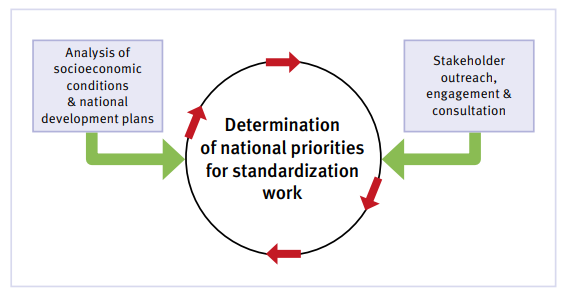 Analysis of
socioeconomic
conditions
& national
development plans
Stakeholder
outreach,
engagement &
consultation
Determination
of national priorities
for standardization
work